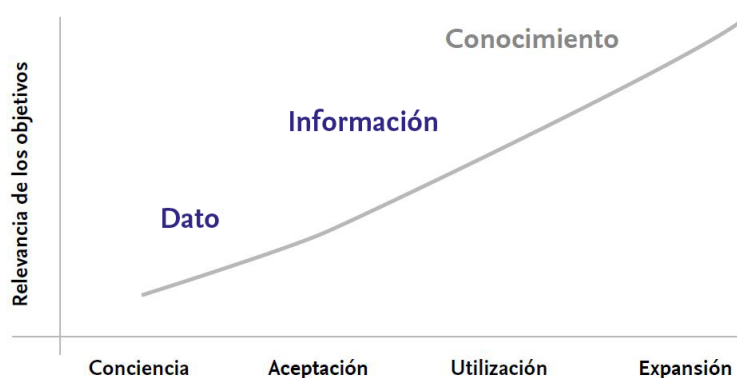 Conocimiento
Información
Dato
Relevancia de los objetivos
Conciencia Aceptación Utilización Expansión